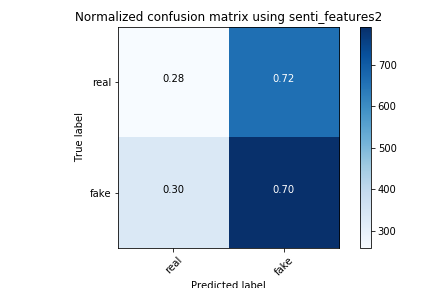 Normalized confusion matrix using senti_features2
real
0.28
0.72
700
600
True label
500
fake
0.30
0.70
400
300
real
fake
Predicted label